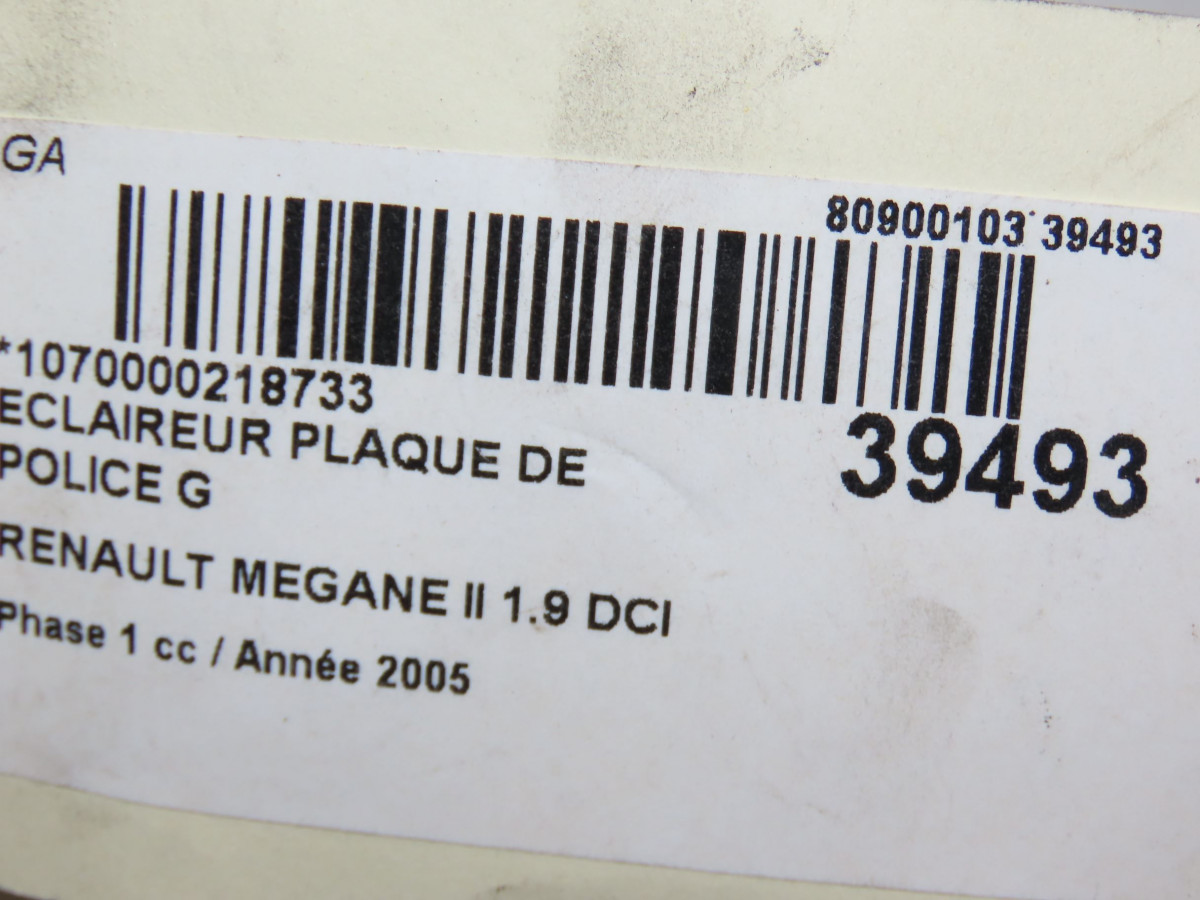 GA
80900103 39493
*1070000218733
39493
ECLAIREUR PLAQUE DE
POLICE G
RENAULT MEGANE II 1.9 DCI
Phase 1 cc / Année 2005